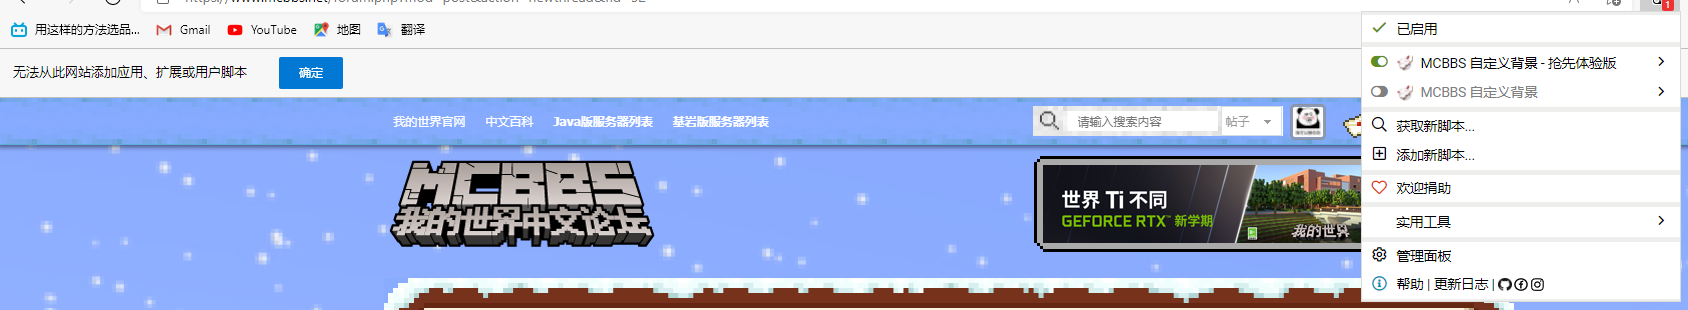 用这样的方法选品...
Gmail
YouTube
地图
翻译
无法从此网站添加应用、扩展或用户脚本
确定
我的世界官网
中文百科
Java版服务器列表
基岩版服务器列表
请输入搜索内容
帖子
MCBBS
我的世界中文论坛
世界 Ti 不同
GEFORCE RTX™ 新学期
我的世界
1
已启用
MCBBS 自定义背景 - 抢先体验版
MCBBS 自定义背景
获取新脚本...
添加新脚本...
欢迎捐助
实用工具
管理面板
帮助 | 更新日志 |